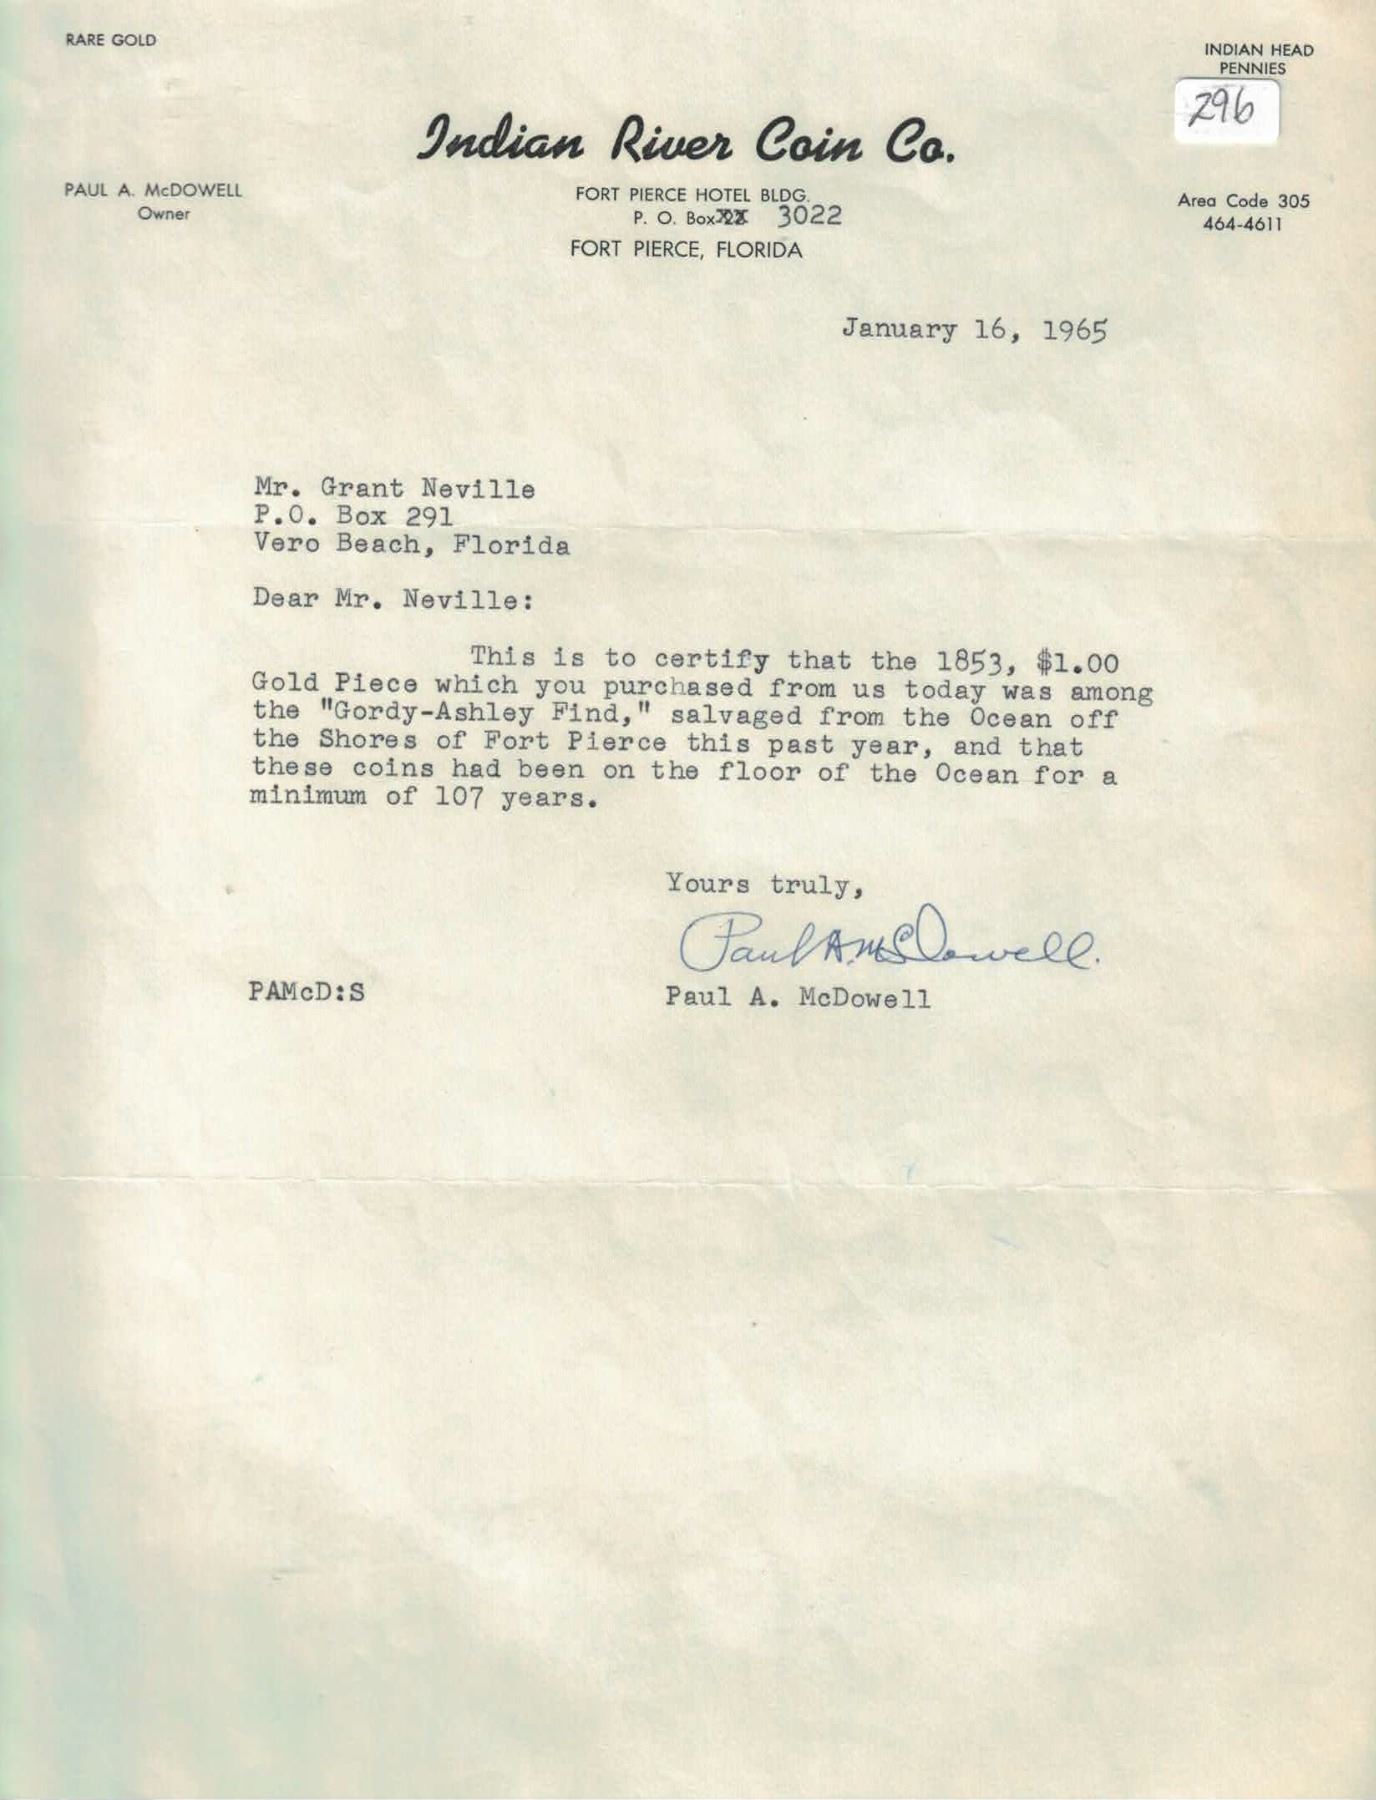 RARE GOLD
INDIAN HEAD
PENNIES
296
Indian River Coin Co.
PAUL A. McDOWELL
Owner
FORT PIERCE HOTEL BLDG.
P. O. Box 3022
FORT PIERCE, FLORIDA
Area Code 305
464-4611
January 16, 1965
Mr. Grant Neville
P.O. Box 291
Vero Beach, Florida
Dear Mr. Neville:
This is to certify that the 1853, $1.00
Gold Piece which you purchased from us today was among
the "Gordy-Ashley Find," salvaged from the Ocean off
the Shores of Fort Pierce this past year, and that
these coins had been on the floor of the Ocean for a
minimum of 107 years.
Yours truly,
Paul A. McDowell.
PAMcD:S
Paul A. McDowell